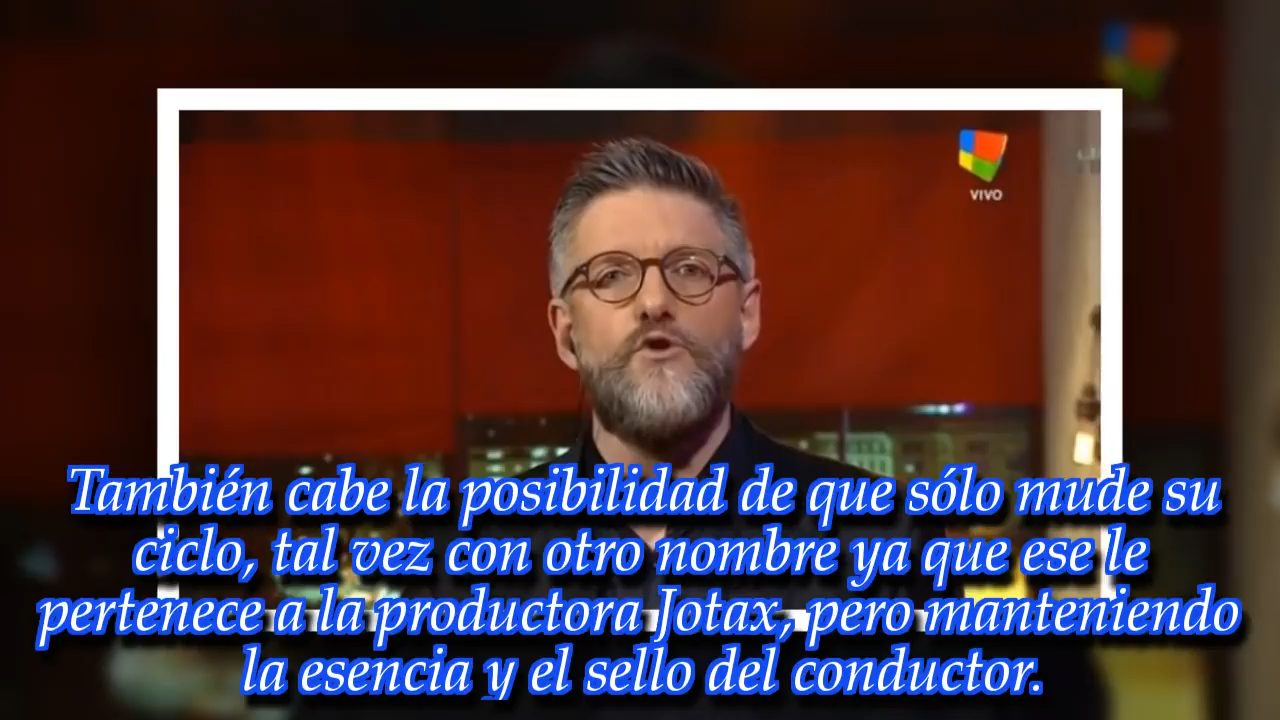 VIVO
También cabe la posibilidad de que sólo mude su
ciclo, tal vez con otro nombre ya que ese le
pertenece a la productora Jotax, pero manteniendo
la esencia y el sello del conductor.